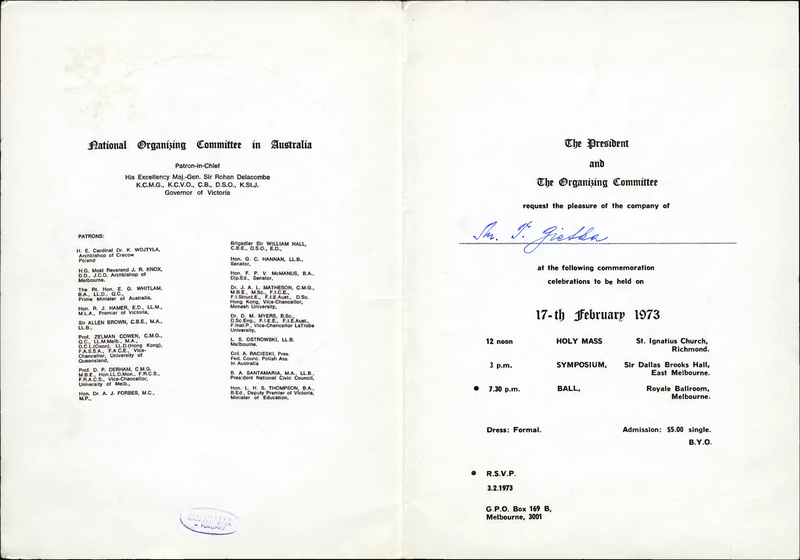 National Organizing Committee in Australia
Patron-in-Chief
His Excellency Maj.-Gen. Sir Rohan Delacombe
K.C.M.G., K.C.V.O., C.B., D.S.O., K.St.J.
Governor of Victoria
PATRONS:
H. E. Cardinal Dr. K. WOJTYLA,
Archbishop of Cracow
Poland
H.G. Most Reverend J. R. KNOX,
D.D., J.C.D. Archbishop of
Melbourne.
The Rt. Hon. E. G. WHITLAM,
B.A., LL.D., Q.C.,
Prime Minister of Australia.
Hon. R. J. HAMER, E.D., LL.M.,
M.L.A., Premier of Victoria,
Sir ALLEN BROWN, C.B.E., M.A.,
LL.B.,
Prof. ZELMAN COWEN, C.M.G.,
Q.C., LL.M.Melb., M.A.,
D.C.L.(Oxon), LL.D.(Hong Kong),
F.A.S.S.A., F.A.C.E., Vice-
Chancellor, University of
Queensland,
Prof. D. P. DERHAM, C.M.G.
M.B.E., Hon.LL.D.Mon., F.R.C.S.,
F.R.A.C.S., Vice-Chancellor,
University of Melb.,
Hon. Dr. A. J. FORBES, M.C.,
M.P.,
Brigadier Sir WILLIAM HALL,
C.B.E., D.S.O., E.D.,
Hon. G. C. HANNAN, LL.B.,
Senator,
Hon. F. P. V. McMANUS, B.A.,
Dip.Ed., Senator,
Dr. J. A. L. MATHESON, C.M.G.,
M.B.E., M.Sc., F.I.C.E.,
F.I.Struct.E., F.I.E.Aust., D.Sc.
Hong Kong, Vice-Chancellor,
Monash University,
Dr. D. M. MYERS, B.Sc.,
D.Sc.Eng., F.I.E.E., F.I.E.Aust.,
F.Inst.P., Vice-Chancellor LaTrobe
University,
L. S. OSTROWSKI, LL.B.
Melbourne.
Col. A. RACIESKI, Pres.
Fed. Counc. Polish Ass.
in Australia
B. A. SANTAMARIA, M.A., LL.B.,
President National Civic Council,
Hon. L. H. S. THOMPSON, B.A.,
B.Ed., Deputy Premier of Victoria,
Minister of Education,
The President
and
The Organizing Committee
request the pleasure of the company of
at the following commemoration
celebrations to be held on
17-th February 1973
12 noon HOLY MASS St. Ignatius Church,
Richmond.
3 p.m. SYMPOSIUM, Sir Dallas Brooks Hall,
East Melbourne.
● 7.30 p.m. BALL, Royale Ballroom,
Melbourne.
Dress: Formal. Admission: $5.00 single.
B.Y.O.
● R.S.V.P.
3.2.1973
G.P.O. Box 169 B,
Melbourne, 3001